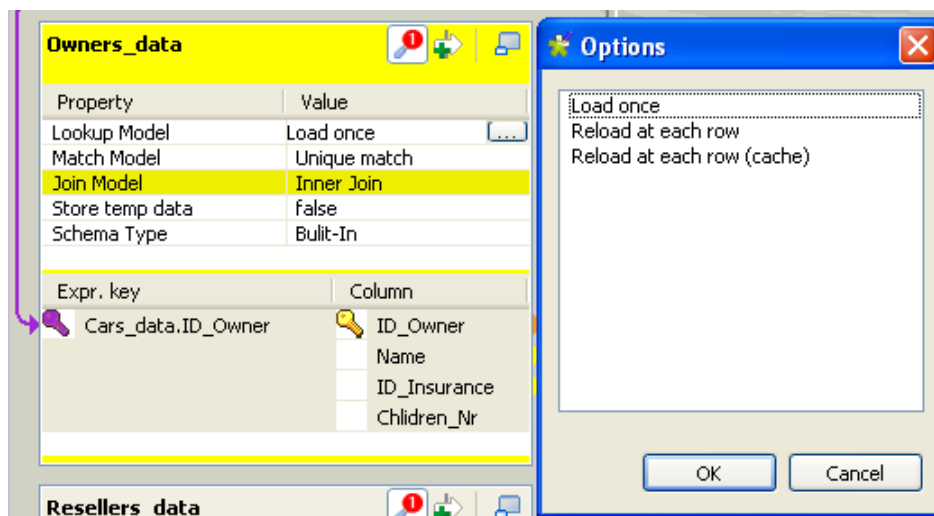 Owners_data
Property Value
Lookup Model Load once ...
Match Model Unique match
Join Model Inner Join
Store temp data false
Schema Type Bulit-In
Expr. key Column
Cars_data.ID_Owner ID_Owner
Name
ID_Insurance
Chlidren_Nr
Resellers_data
Options
Load once
Reload at each row
Reload at each row (cache)
OK Cancel